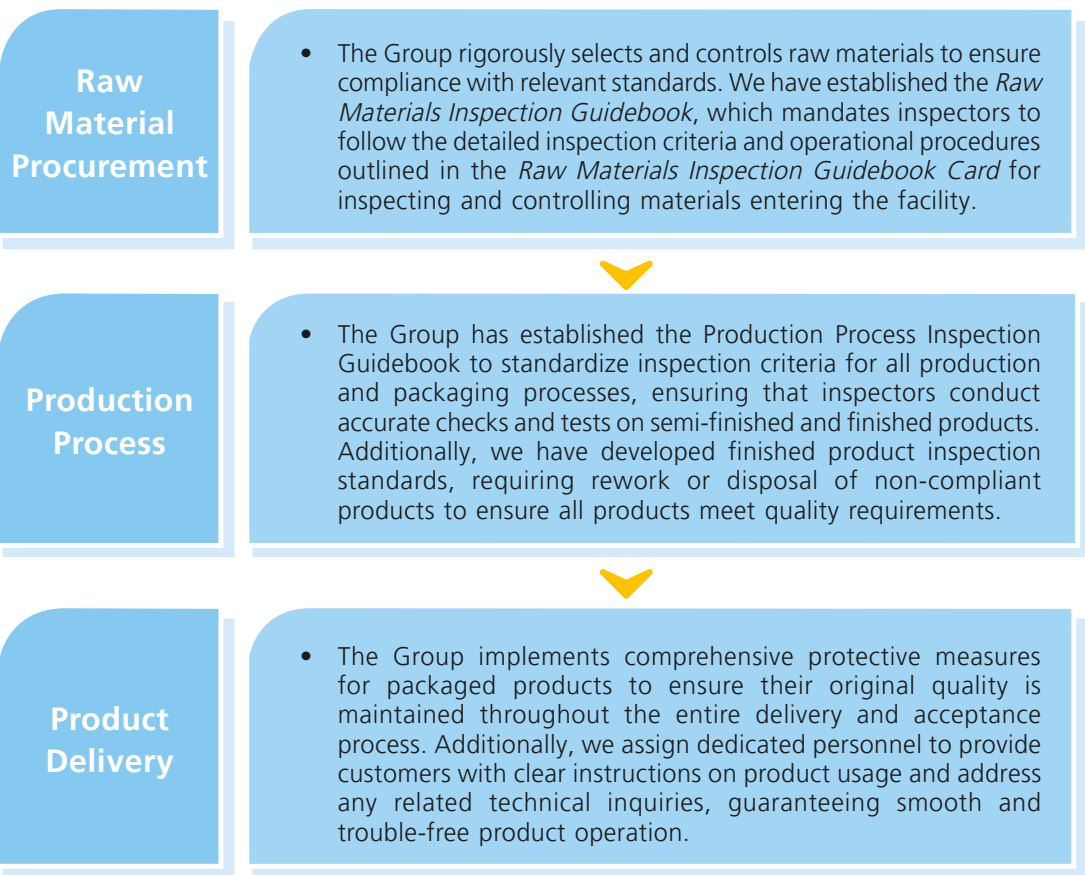 Raw
Material
Procurement
• The Group rigorously selects and controls raw materials to ensure
compliance with relevant standards. We have established the Raw
Materials Inspection Guidebook, which mandates inspectors to
follow the detailed inspection criteria and operational procedures
outlined in the Raw Materials Inspection Guidebook Card for
inspecting and controlling materials entering the facility.
Production
Process
• The Group has established the Production Process Inspection
Guidebook to standardize inspection criteria for all production
and packaging processes, ensuring that inspectors conduct
accurate checks and tests on semi-finished and finished products.
Additionally, we have developed finished product inspection
standards, requiring rework or disposal of non-compliant
products to ensure all products meet quality requirements.
Product
Delivery
• The Group implements comprehensive protective measures
for packaged products to ensure their original quality is
maintained throughout the entire delivery and acceptance
process. Additionally, we assign dedicated personnel to provide
customers with clear instructions on product usage and address
any related technical inquiries, guaranteeing smooth and
trouble-free product operation.